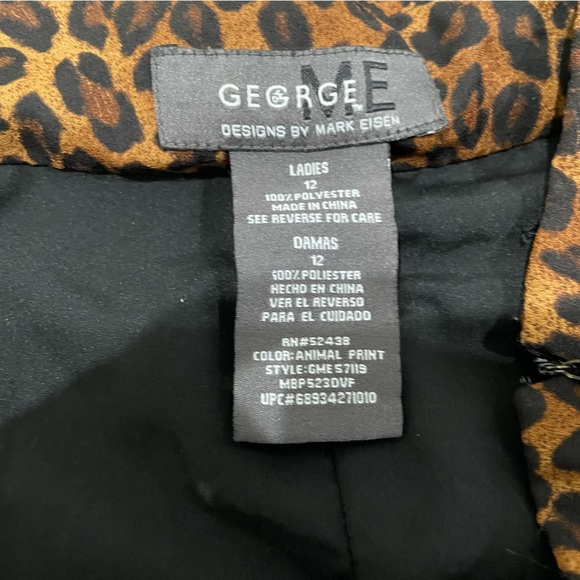 GEORGE ME
DESIGNS BY MARK EISEN
LADIES
12
100% POLYESTER
MADE IN CHINA
SEE REVERSE FOR CARE
DAMAS
12
100% POLIESTER
HECHO EN CHINA
VER EL REVERSO
PARA EL CUIDADO
RN#52438
COLOR:ANIMAL PRINT
STYLE:GME57119
MBP523DVF
UPC#68934271010